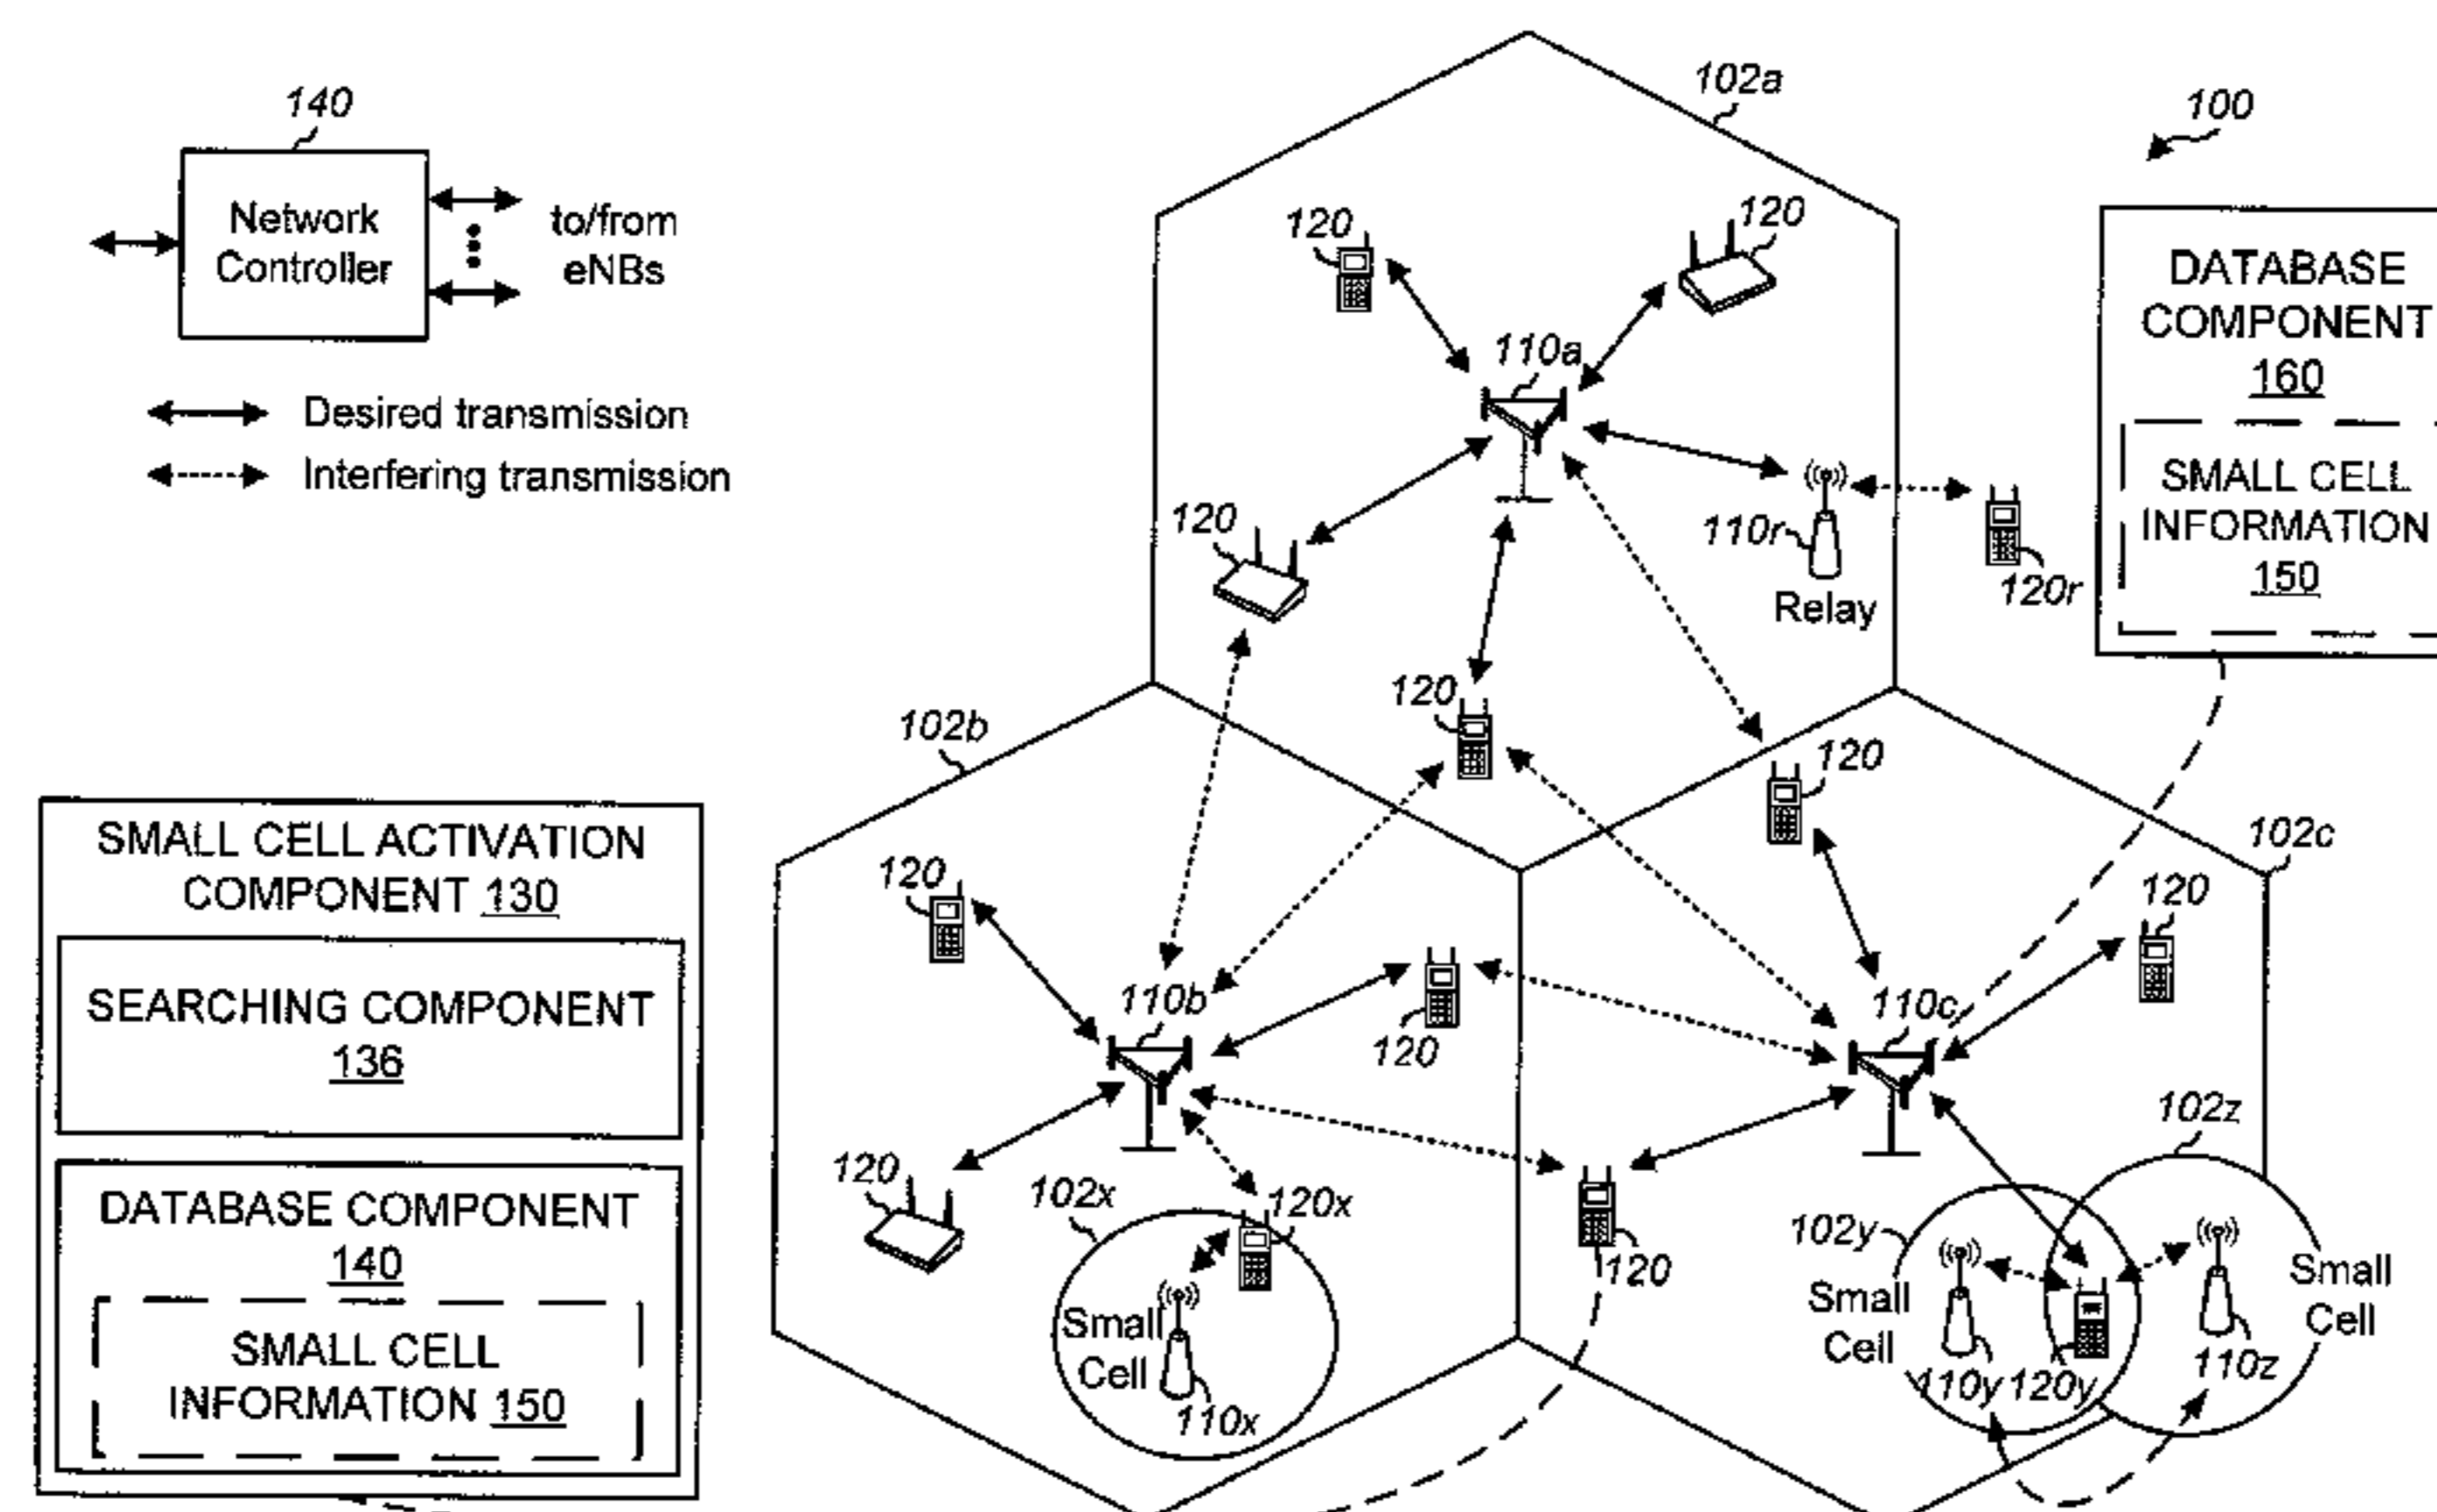 140
Network
Controller
to/from
eNBs
Desired transmission
Interfering transmission
102a
100
120
120
110a
110r
Relay
120r
120
120
DATABASE
COMPONENT
160
SMALL CELL
INFORMATION
150
102b
120
102c
SMALL CELL ACTIVATION
COMPONENT 130
SEARCHING COMPONENT
136
DATABASE COMPONENT
140
SMALL CELL
INFORMATION 150
120
120
110b
120
110c
120
102x
120x
Small
Cell
110x
120
102z
102y
Small
Cell
110y
120y
110z
Small
Cell